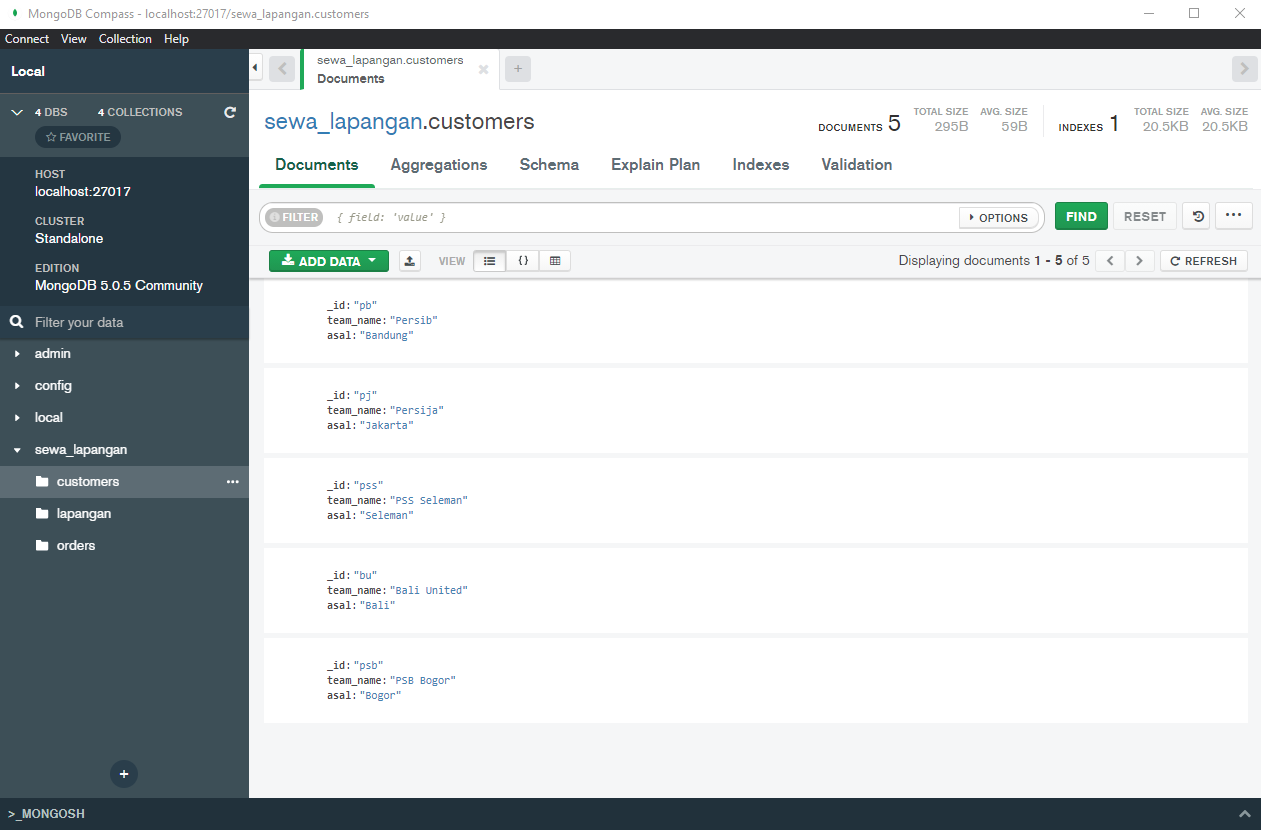 MongoDB Compass - localhost:27017/sewa_lapangan.customers
Connect View Collection Help
Local
4 DBS 4 COLLECTIONS
FAVORITE
HOST
localhost:27017
CLUSTER
Standalone
EDITION
MongoDB 5.0.5 Community
Filter your data
admin
config
local
sewa_lapangan
customers
lapangan
orders
sewa_lapangan.customers
Documents
sewa_lapangan.customers
DOCUMENTS 5 TOTAL SIZE 295B AVG. SIZE 59B INDEXES 1 TOTAL SIZE 20.5KB AVG. SIZE 20.5KB
Documents Aggregations Schema Explain Plan Indexes Validation
FILTER { field: 'value' } OPTIONS FIND RESET
ADD DATA VIEW {} Displaying documents 1 - 5 of 5 REFRESH
_id: "pb"
team_name: "Persib"
asal: "Bandung"
_id: "pj"
team_name: "Persija"
asal: "Jakarta"
_id: "pss"
team_name: "PSS Seleman"
asal: "Seleman"
_id: "bu"
team_name: "Bali United"
asal: "Bali"
_id: "psb"
team_name: "PSB Bogor"
asal: "Bogor"
>_MONGOSH